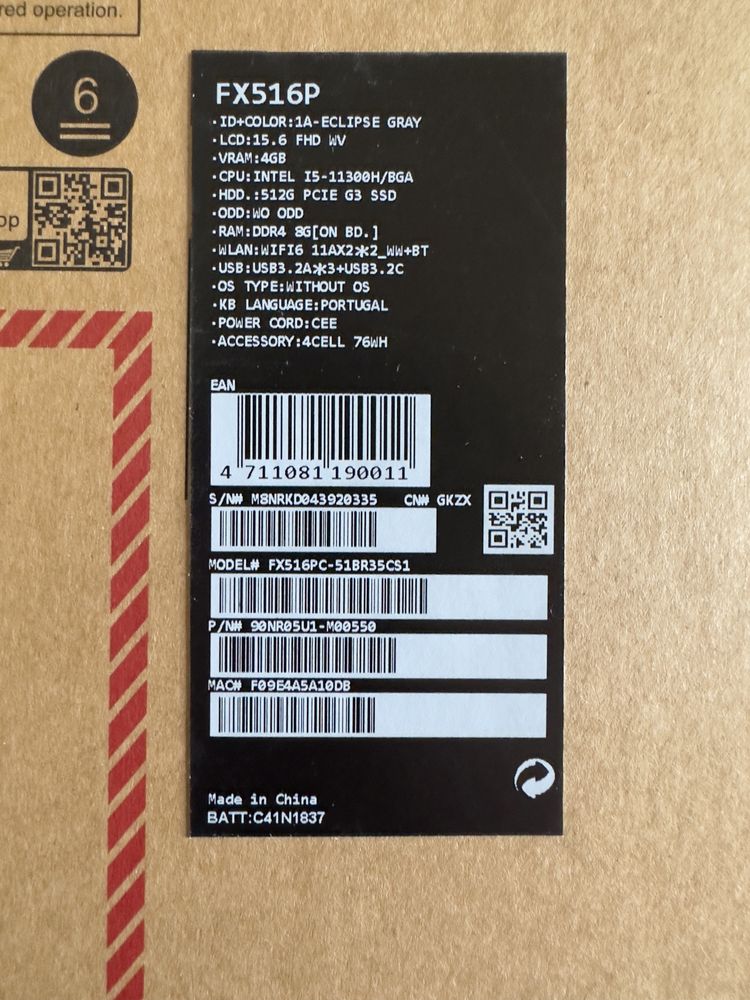 red operation.
6
op
FX516P
·ID+COLOR:1A-ECLIPSE GRAY
·LCD:15.6 FHD WV
·VRAM:4GB
·CPU:INTEL I5-11300H/BGA
·HDD.:512G PCIE G3 SSD
·ODD:WO ODD
·RAM:DDR4 8G[ON BD.]
·WLAN:WIFI6 11AX2*2_WW+BT
·USB:USB3.2A*3+USB3.2C
·OS TYPE:WITHOUT OS
·KB LANGUAGE:PORTUGAL
·POWER CORD:CEE
·ACCESSORY:4CELL 76WH
EAN
4 711081 190011
S/N# M8NRKD043920335 CN# GKZX
MODEL# FX516PC-51BR35CS1
P/N# 90NR05U1-M00550
MAC# F09E4A5A10DB
Made in China
BATT:C41N1837